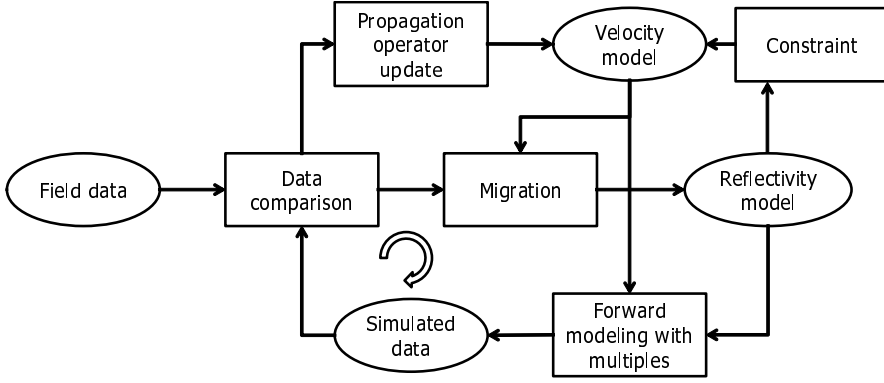 Propagation
operator
update
Velocity
model
Constraint
Field data
Data
comparison
Migration
Reflectivity
model
Simulated
data
Forward
modeling with
multiples